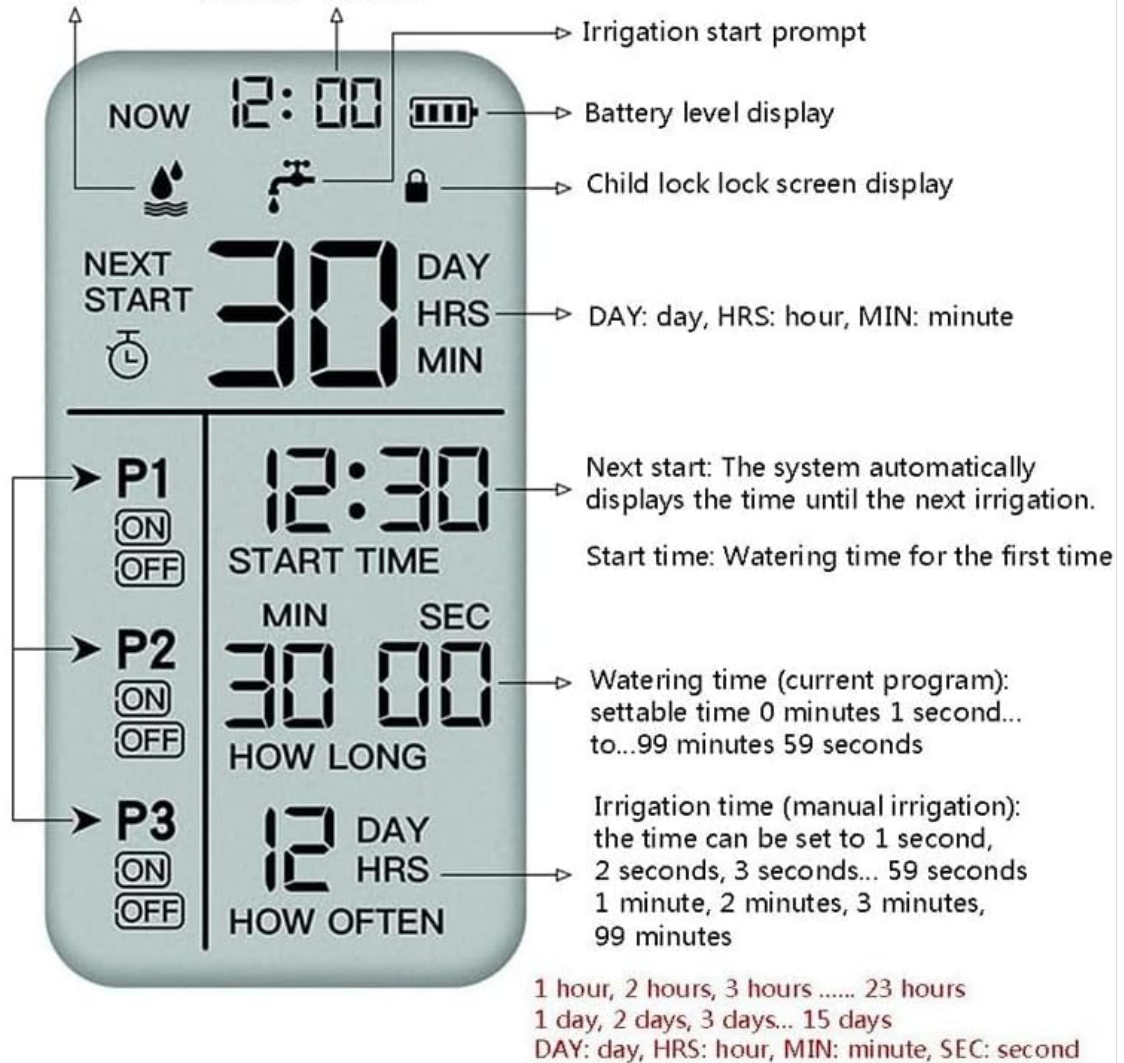 Irrigation start prompt
NOW 12:00
Battery level display
Child lock lock screen display
NEXT START
30
DAY
HRS
MIN
DAY: day, HRS: hour, MIN: minute
P1
ON
OFF
12:30
START TIME
Next start: The system automatically
displays the time until the next irrigation.
Start time: Watering time for the first time
P2
ON
OFF
MIN SEC
30 00
HOW LONG
Watering time (current program):
settable time 0 minutes 1 second...
to...99 minutes 59 seconds
P3
ON
OFF
12 DAY
HRS
HOW OFTEN
Irrigation time (manual irrigation):
the time can be set to 1 second,
2 seconds, 3 seconds... 59 seconds
1 minute, 2 minutes, 3 minutes,
99 minutes
1 hour, 2 hours, 3 hours ...... 23 hours
1 day, 2 days, 3 days... 15 days
DAY: day, HRS: hour, MIN: minute, SEC: second